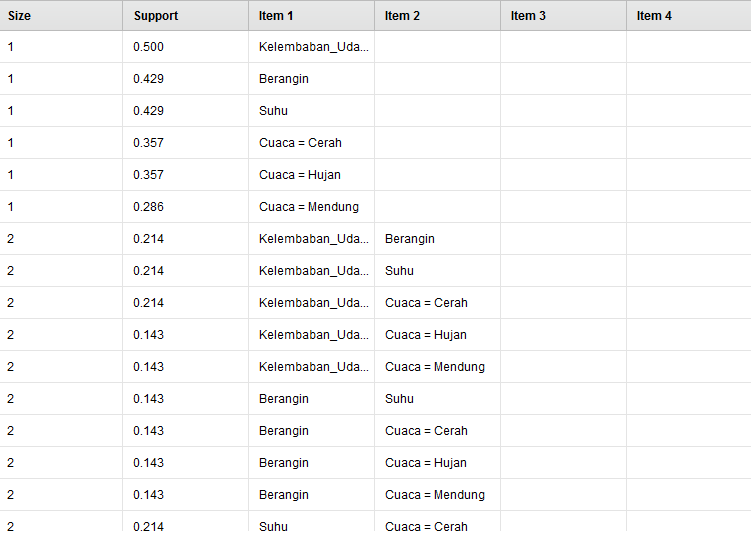 Size Support Item 1 Item 2 Item 3 Item 4
1 0.500 Kelembaban_Uda...
1 0.429 Berangin
1 0.429 Suhu
1 0.357 Cuaca = Cerah
1 0.357 Cuaca = Hujan
1 0.286 Cuaca = Mendung
2 0.214 Kelembaban_Uda... Berangin
2 0.214 Kelembaban_Uda... Suhu
2 0.214 Kelembaban_Uda... Cuaca = Cerah
2 0.143 Kelembaban_Uda... Cuaca = Hujan
2 0.143 Kelembaban_Uda... Cuaca = Mendung
2 0.143 Berangin Suhu
2 0.143 Berangin Cuaca = Cerah
2 0.143 Berangin Cuaca = Hujan
2 0.143 Berangin Cuaca = Mendung
2 0.214 Suhu Cuaca = Cerah